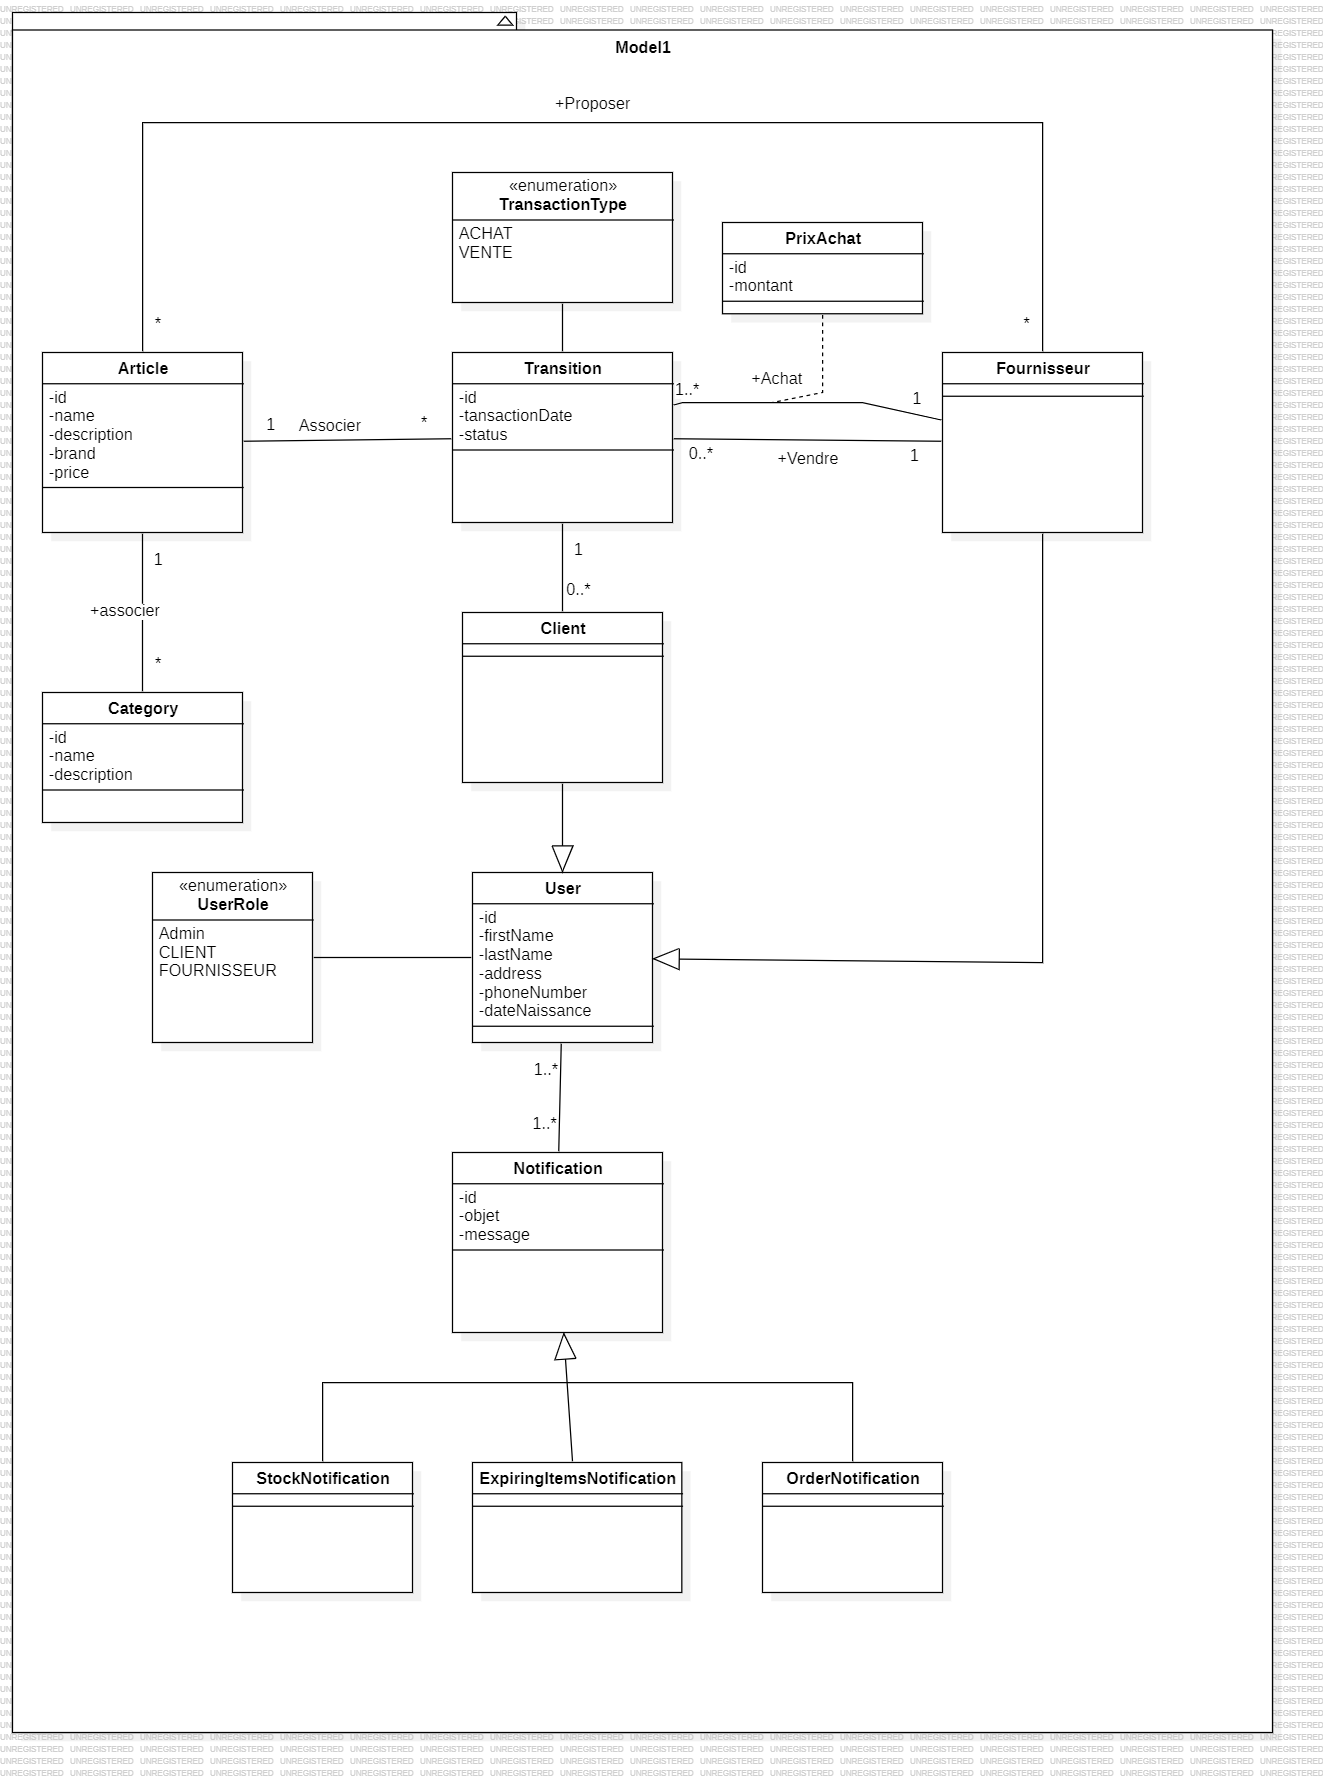 Model1
+Proposer
«enumeration»
TransactionType
ACHAT
VENTE
PrixAchat
-id
-montant
*
*
Article
-id
-name
-description
-brand
-price
1 Associer *
Transition
-id
-tansactionDate
-status
1..* +Achat 1
0..* +Vendre 1
Fournisseur
1
0..*
1
+associer
*
Client
Category
-id
-name
-description
«enumeration»
UserRole
Admin
CLIENT
FOURNISSEUR
User
-id
-firstName
-lastName
-address
-phoneNumber
-dateNaissance
1..*
1..*
Notification
-id
-objet
-message
StockNotification
ExpiringItemsNotification
OrderNotification
UNREGISTERED